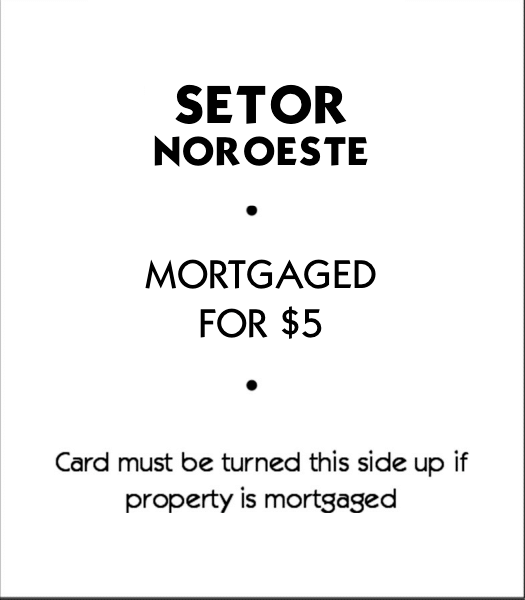 SETOR
NOROESTE
•
MORTGAGED
FOR $5
•
Card must be turned this side up if
property is mortgaged